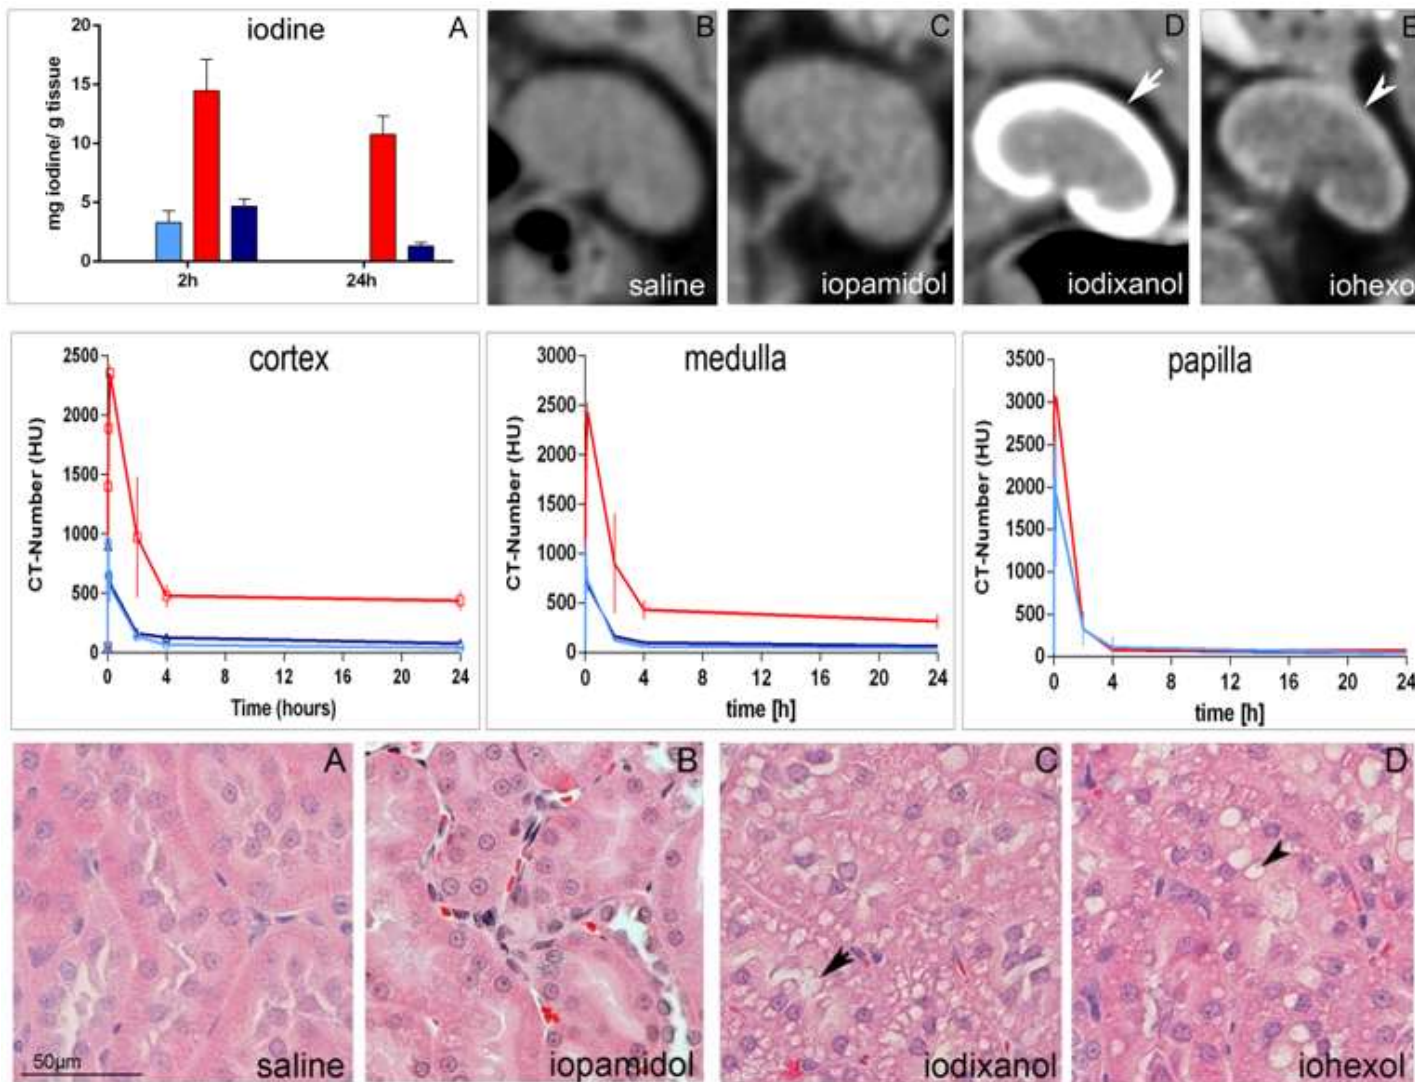 iodine
A
mg iodine/ g tissue
20
15
10
5
0
2h
24h
B
saline
C
iopamidol
D
iodixanol
E
iohexo
cortex
CT-Number (HU)
2500
2000
1500
1000
500
0
0 4 8 12 16 20 24
Time (hours)
medulla
CT-Number (HU)
3000
2500
2000
1500
1000
500
0
0 4 8 12 16 20 24
time [h]
papilla
CT-Number (HU)
3500
3000
2500
2000
1500
1000
500
0
0 4 8 12 16 20 24
time [h]
A
50µm
saline
B
iopamidol
C
iodixanol
D
iohexol